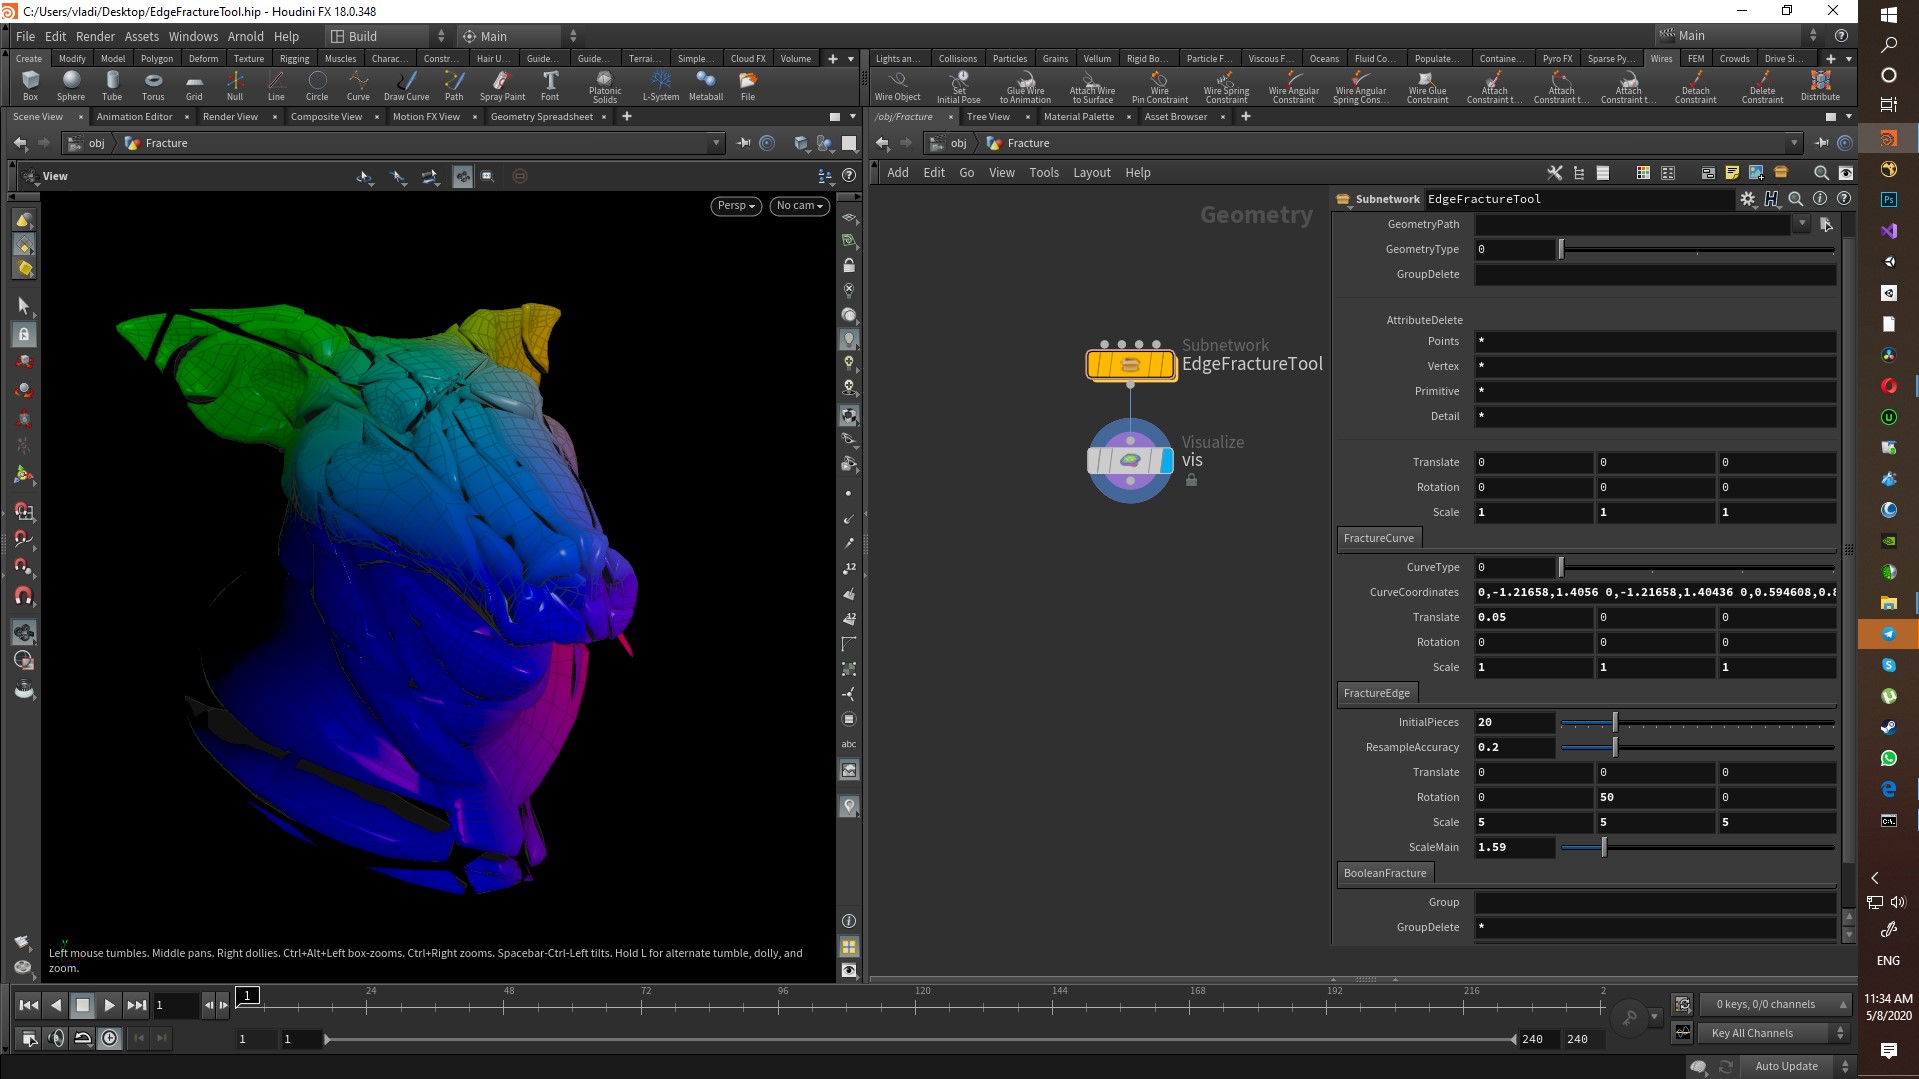 C:/Users/vladi/Desktop/EdgeFractureTool.hip - Houdini FX 18.0.348
File Edit Render Assets Windows Arnold Help Build Main Main
Create Modify Model Polygon Deform Texture Rigging Muscles Charac... Constr... Hair U... Guide... Guide... Terrai... Simple... Cloud FX Volume
Box Sphere Tube Torus Grid Null Line Circle Curve Draw Curve Path Spray Paint Font Platonic Solids L-System Metaball File
Lights an... Collisions Particles Grains Vellum Rigid Bo... Particle F... Viscous F... Oceans Fluid Co... Populate... Containe... Pyro FX Sparse Py... Wires FEM Crowds Drive Si...
Wire Object Set Initial Pose Glue Wire to Animation Attach Wire to Surface Wire Pin Constraint Wire Spring Constraint Wire Angular Constraint Wire Angular Spring Cons... Wire Glue Constraint Attach Constraint t... Attach Constraint t... Attach Constraint t... Detach Constraint Delete Constraint Distribute
Scene View Animation Editor Render View Composite View Motion FX View Geometry Spreadsheet
/obj/Fracture Tree View Material Palette Asset Browser
obj Fracture
obj Fracture
View
Add Edit Go View Tools Layout Help
Persp No cam
Geometry
Subnetwork
EdgeFractureTool
Visualize
vis
Subnetwork EdgeFractureTool
GeometryPath
GeometryType 0
GroupDelete
AttributeDelete
Points *
Vertex *
Primitive *
Detail *
Translate 0 0 0
Rotation 0 0 0
Scale 1 1 1
FractureCurve
CurveType 0
CurveCoordinates 0,-1.21658,1.4056 0,-1.21658,1.40436 0,0.594608,0.8
Translate 0.05 0 0
Rotation 0 0 0
Scale 1 1 1
FractureEdge
InitialPieces 20
ResampleAccuracy 0.2
Translate 0 0 0
Rotation 0 50 0
Scale 5 5 5
ScaleMain 1.59
BooleanFracture
Group
GroupDelete *
12
12
abc
y
Left mouse tumbles. Middle pans. Right dollies. Ctrl+Alt+Left box-zooms. Ctrl+Right zooms. Spacebar-Ctrl-Left tilts. Hold L for alternate tumble, dolly, and
zoom.
1 1 24 48 72 96 120 144 168 192 216 2
0 keys, 0/0 channels
1 1 240 240
Key All Channels
Auto Update
Ps
ENG
11:34 AM
5/8/2020